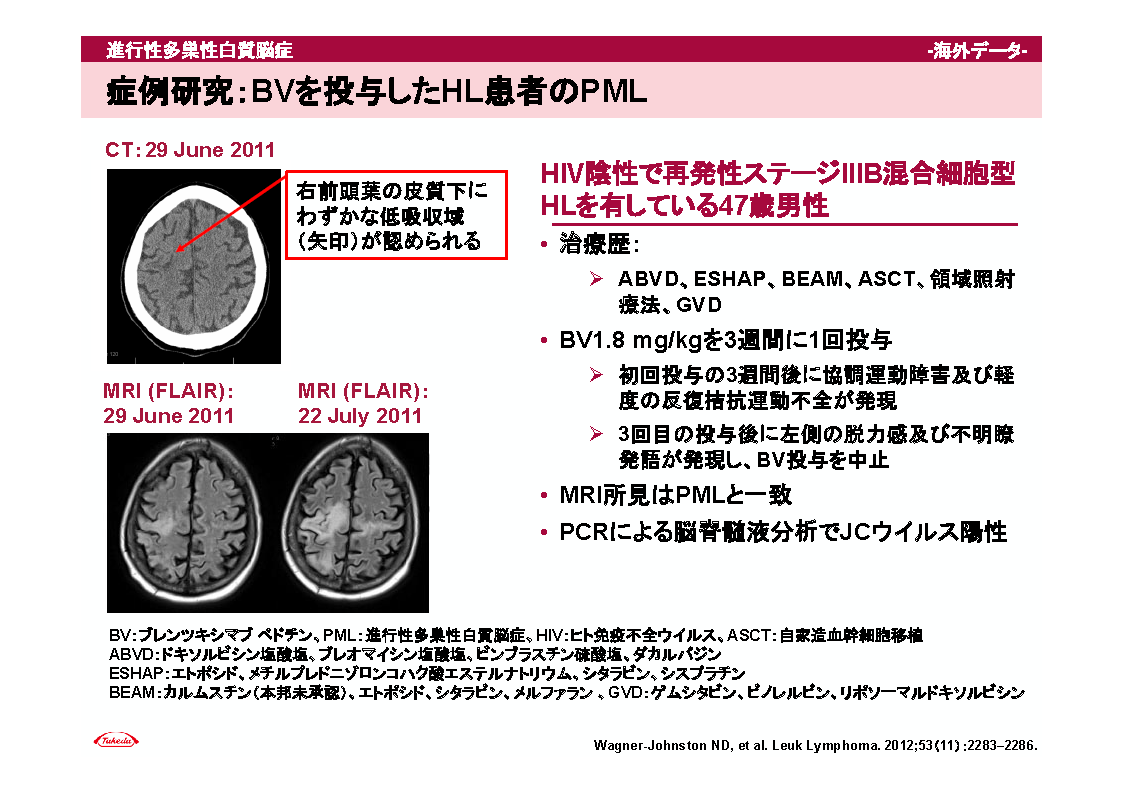 進行性多巣性白質脳症
-海外データ-
症例研究：BVを投与したHL患者のPML
CT：29 June 2011
右前頭葉の皮質下に
わずかな低吸収域
（矢印）が認められる
MRI (FLAIR)：
29 June 2011
MRI (FLAIR)：
22 July 2011
HIV陰性で再発性ステージIIIB混合細胞型
HLを有している47歳男性
• 治療歴：
➢ ABVD、ESHAP、BEAM、ASCT、領域照射
療法、GVD
• BV1.8 mg/kgを3週間に1回投与
➢ 初回投与の3週間後に協調運動障害及び軽
度の反復拮抗運動不全が発現
➢ 3回目の投与後に左側の脱力感及び不明瞭
発語が発現し、BV投与を中止
• MRI所見はPMLと一致
• PCRによる脳脊髄液分析でJCウイルス陽性
BV：ブレンツキシマブ ベドチン、PML：進行性多巣性白質脳症、HIV：ヒト免疫不全ウイルス、ASCT：自家造血幹細胞移植
ABVD：ドキソルビシン塩酸塩、ブレオマイシン塩酸塩、ビンブラスチン硫酸塩、ダカルバジン
ESHAP：エトポシド、メチルプレドニゾロンコハク酸エステルナトリウム、シタラビン、シスプラチン
BEAM：カルムスチン（本邦未承認）、エトポシド、シタラビン、メルファラン 、GVD：ゲムシタビン、ビノレルビン、リポソーマルドキソルビシン
Takeda
Wagner-Johnston ND, et al. Leuk Lymphoma. 2012;53(11) :2283–2286.